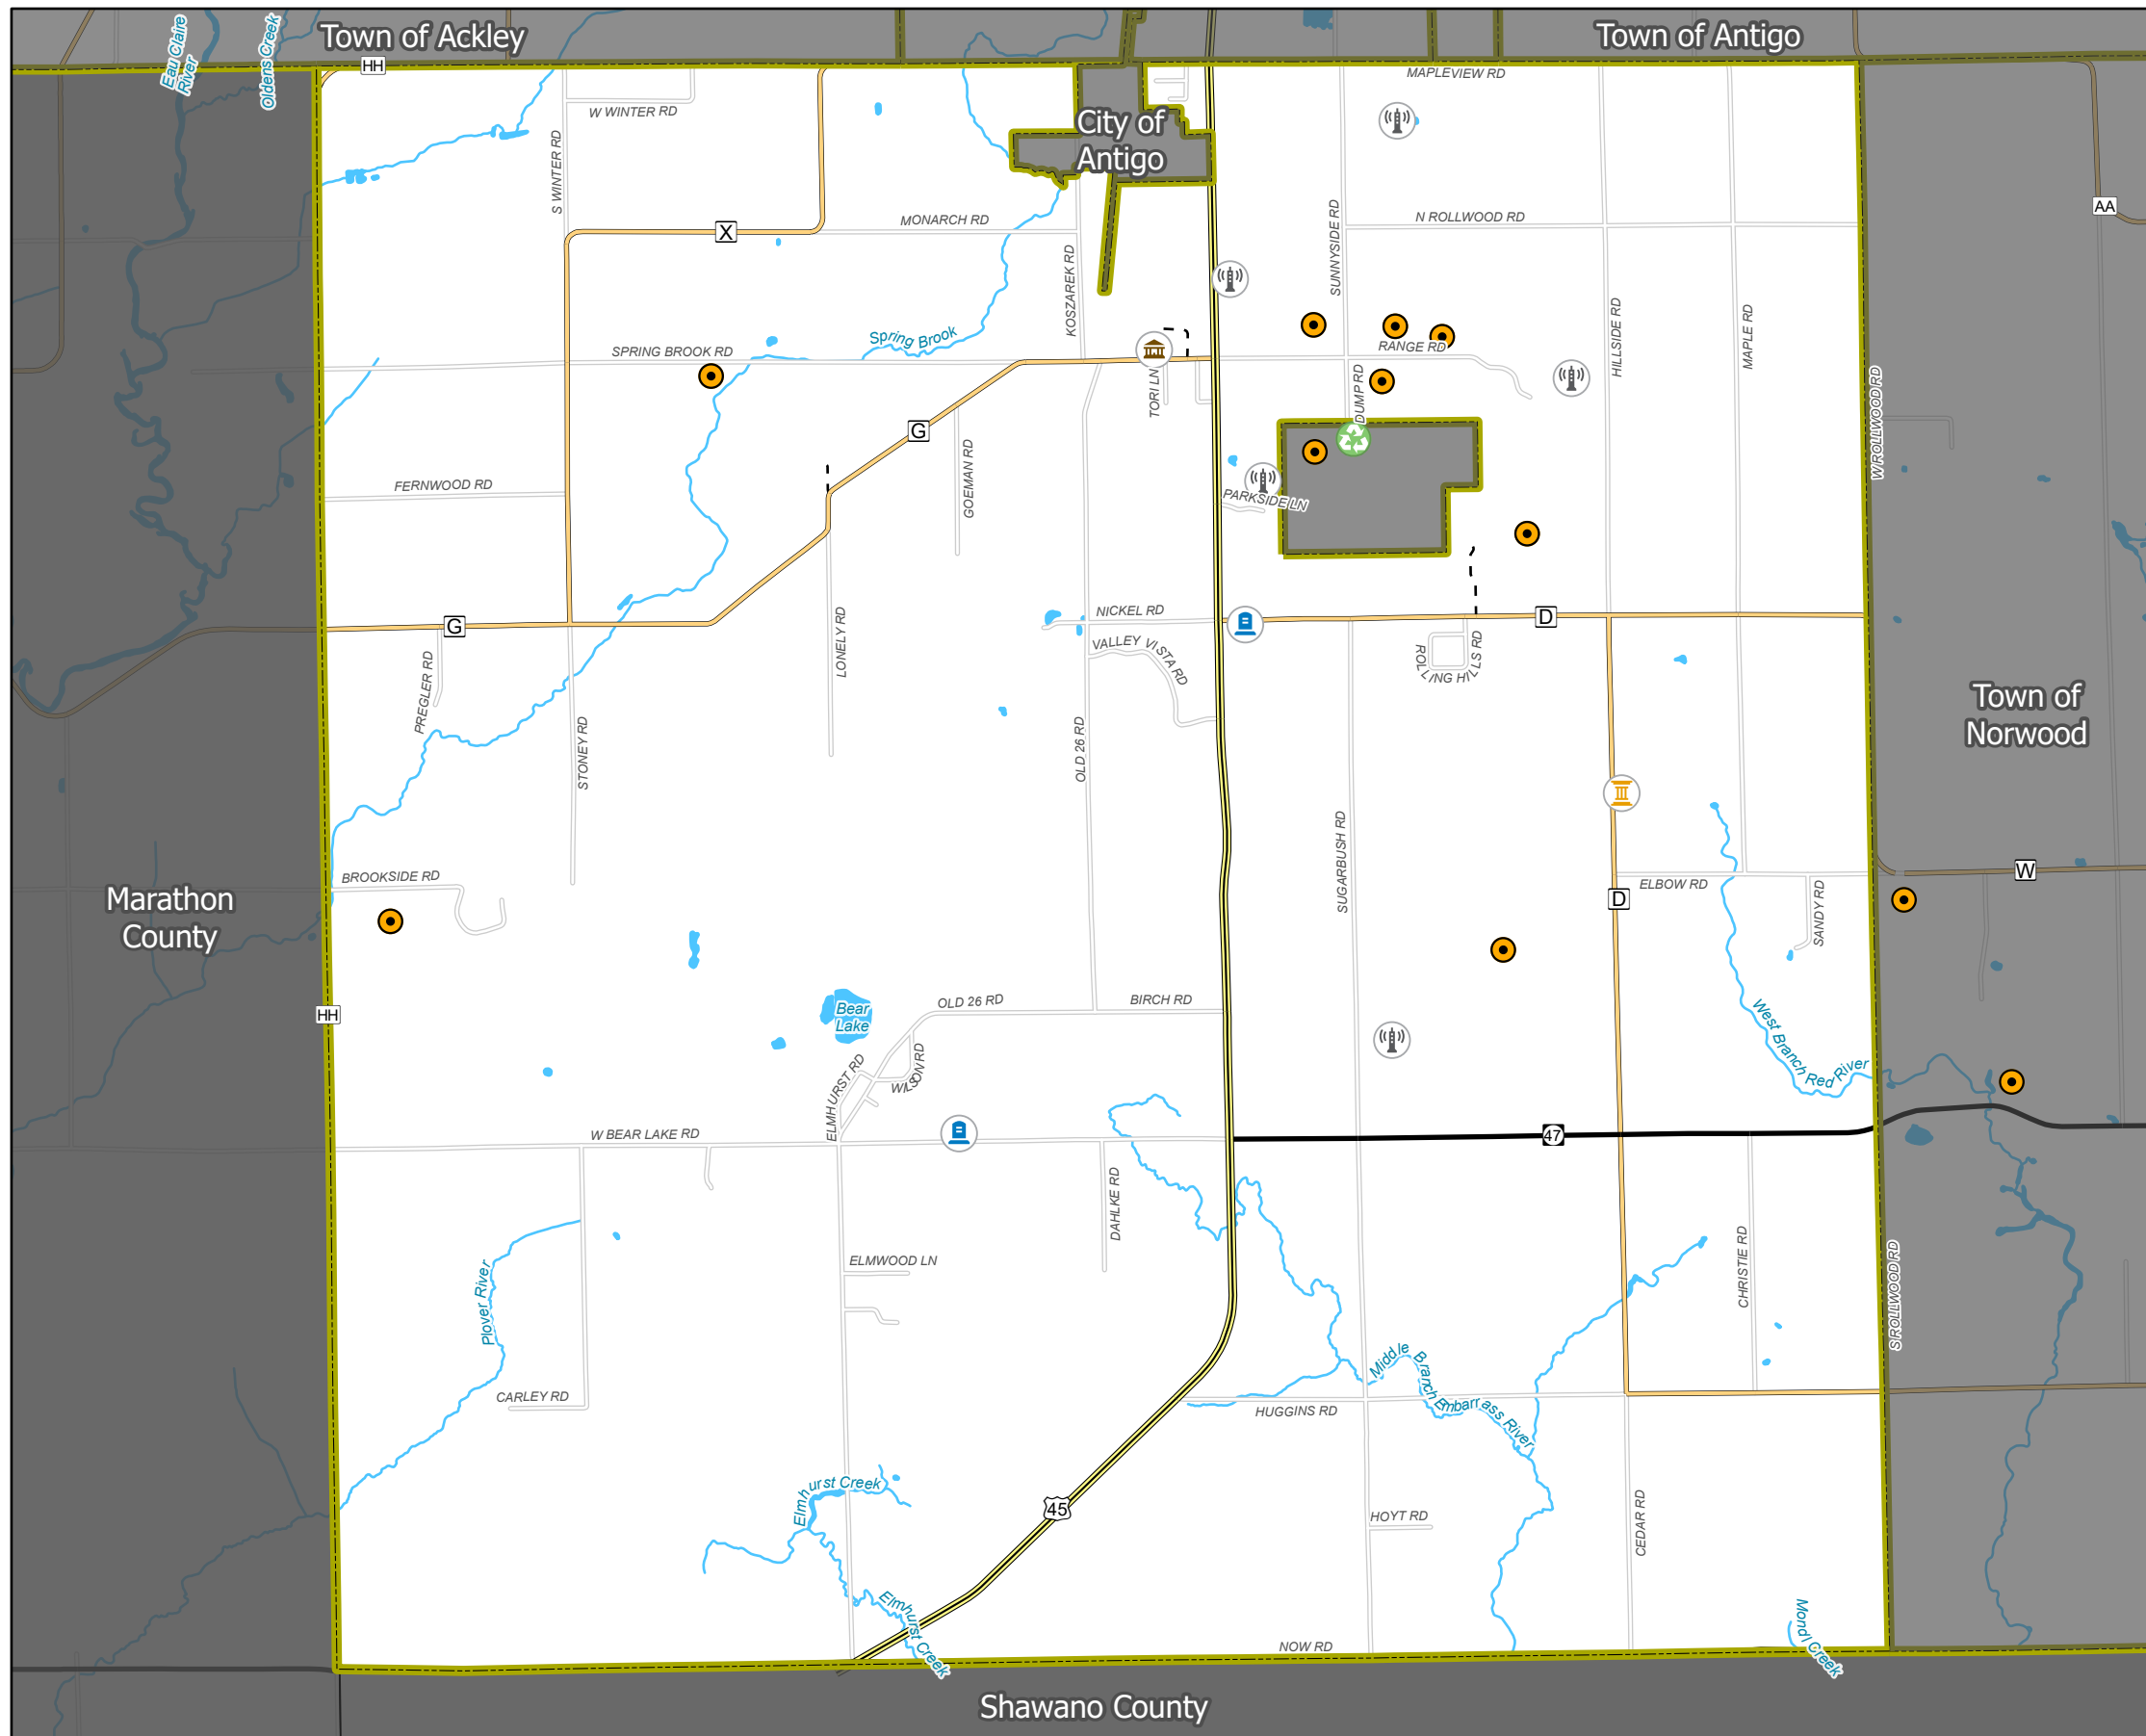 Town of Ackley
Town of Antigo
Eau Claire
River
Oldens Creek
HH
MAPLEVIEW RD
W WINTER RD
City of
Antigo
S WINTER RD
AA
X
MONARCH RD
N ROLLWOOD RD
SUNNYSIDE RD
KOSZAREK RD
HILLSIDE RD
MAPLE RD
Spring Brook
SPRING BROOK RD
RANGE RD
TORI LN
DUMP RD
W ROLLWOOD RD
G
GOEMAN RD
FERNWOOD RD
PARKSIDE LN
NICKEL RD
D
G
VALLEY VISTA RD
LONELY RD
ROLLING HILLS RD
PREGLER RD
Town of
Norwood
STONEY RD
OLD 26 RD
SUGARBUSH RD
BROOKSIDE RD
W
ELBOW RD
D
SANDY RD
Marathon
County
HH
Bear
Lake
OLD 26 RD
BIRCH RD
West Branch Red River
ELMHURST RD
WILSON RD
W BEAR LAKE RD
47
DAHLKE RD
ELMWOOD LN
CHRISTIE RD
S ROLLWOOD RD
Plover River
Middle Branch Embarrass River
CARLEY RD
HUGGINS RD
Elmhurst Creek
45
HOYT RD
CEDAR RD
Elmhurst Creek
NOW RD
Mondl Creek
Shawano County